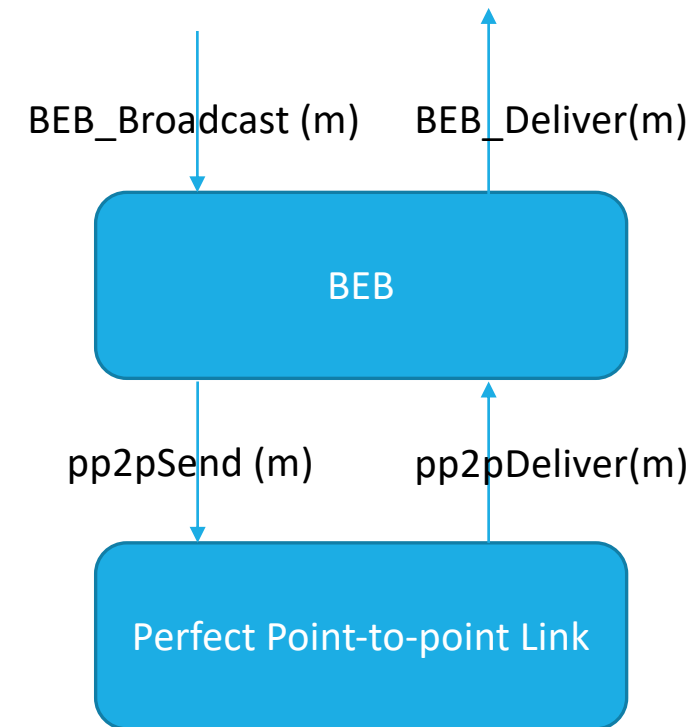 BEB_Broadcast (m)
BEB_Deliver(m)
BEB
pp2pSend (m)
pp2pDeliver(m)
Perfect Point-to-point Link